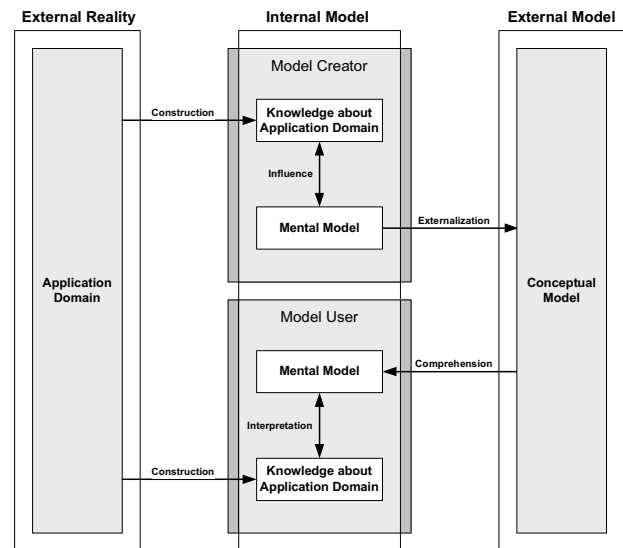 External Reality
Internal Model
External Model
Model Creator
Construction
Knowledge about
Application Domain
Influence
Mental Model
Externalization
Application
Domain
Conceptual
Model
Model User
Mental Model
Comprehension
Interpretation
Construction
Knowledge about
Application Domain